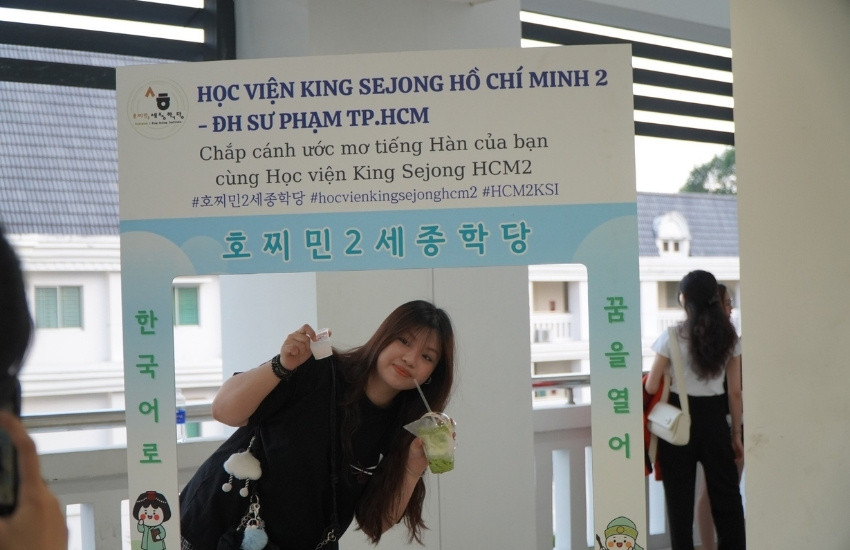 HỌC VIỆN KING SEJONG HỒ CHÍ MINH 2
- ĐH SƯ PHẠM TP.HCM
Chắp cánh ước mơ tiếng Hàn của bạn
cùng Học viện King Sejong HCM2
#호찌민2세종학당 #hocvienkingsejonghcm2 #HCM2KSI
호찌민2세종학당
한국어로
꿈을열어